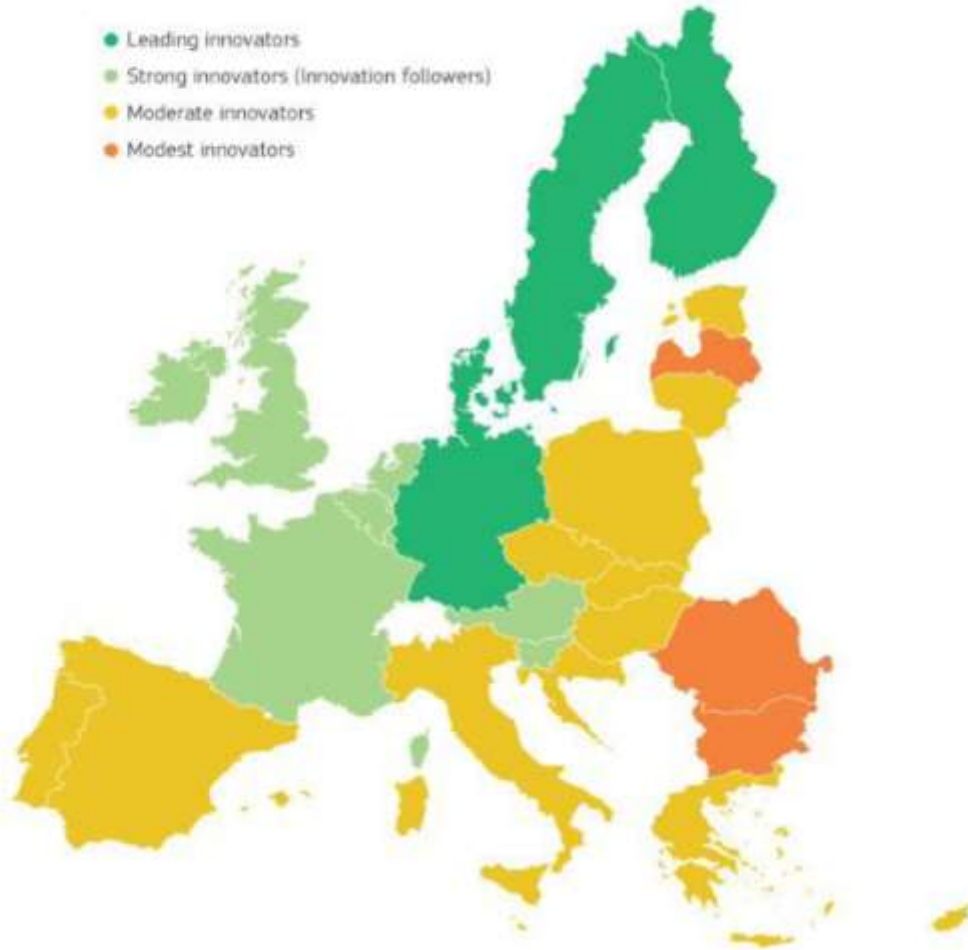 Leading innovators
Strong innovators (Innovation followers)
Moderate innovators
Modest innovators